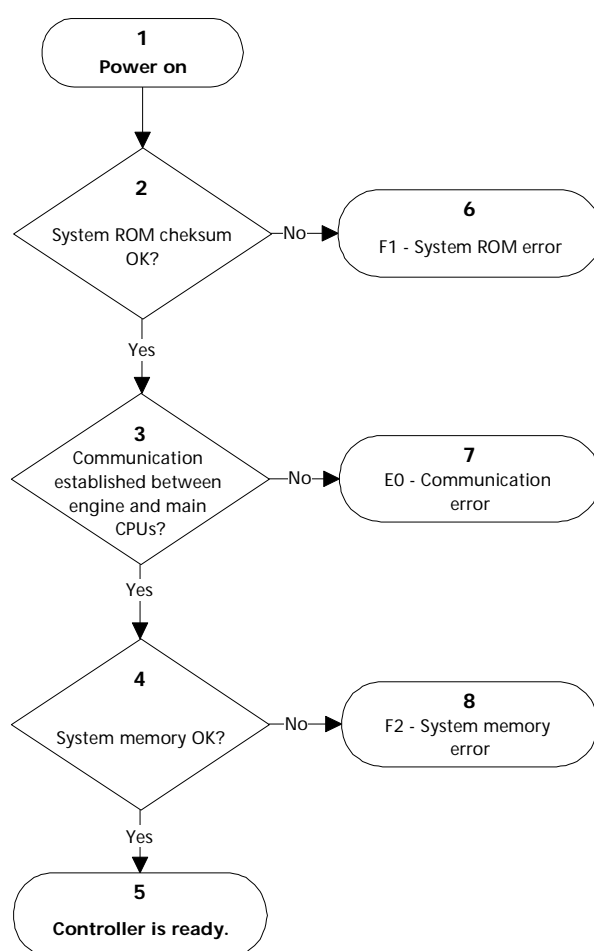 1
Power on
2
System ROM cheksum
OK?
No
6
F1 - System ROM error
Yes
3
Communication
established between
engine and main
CPUs?
No
7
E0 - Communication
error
Yes
4
System memory OK?
No
8
F2 - System memory
error
Yes
5
Controller is ready.